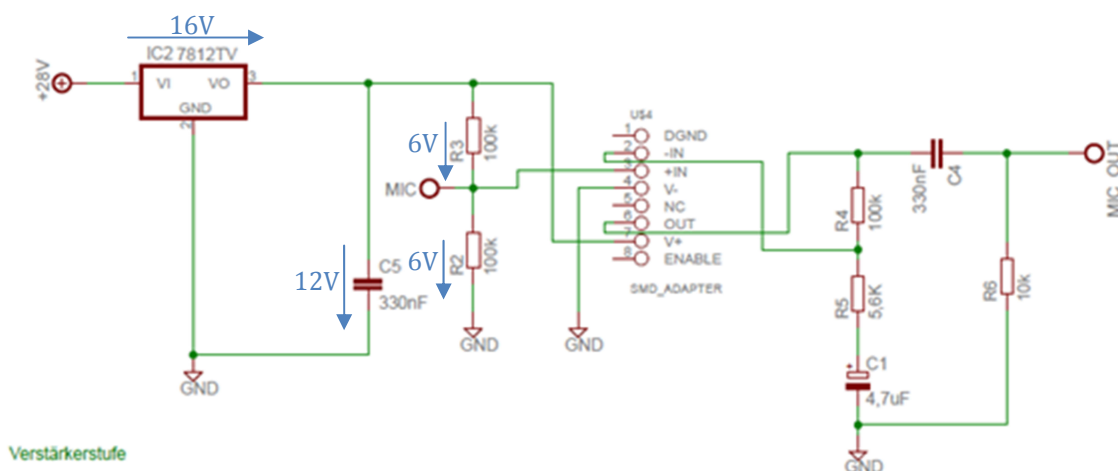 16V
IC2 7812TV
+28V
1
VI
VO
3
GND
2
GND
12V
C5
330nF
6V
R3
100k
MIC
6V
R2
100k
GND
GND
U$4
1 DGND
2 -IN
3 +IN
4 V-
5 NC
6 OUT
7 V+
8 ENABLE
SMD_ADAPTER
R4
100k
R5
5,6K
C1
+
4,7uF
GND
330nF
C4
R6
10k
MIC_OUT
Verstärkerstufe